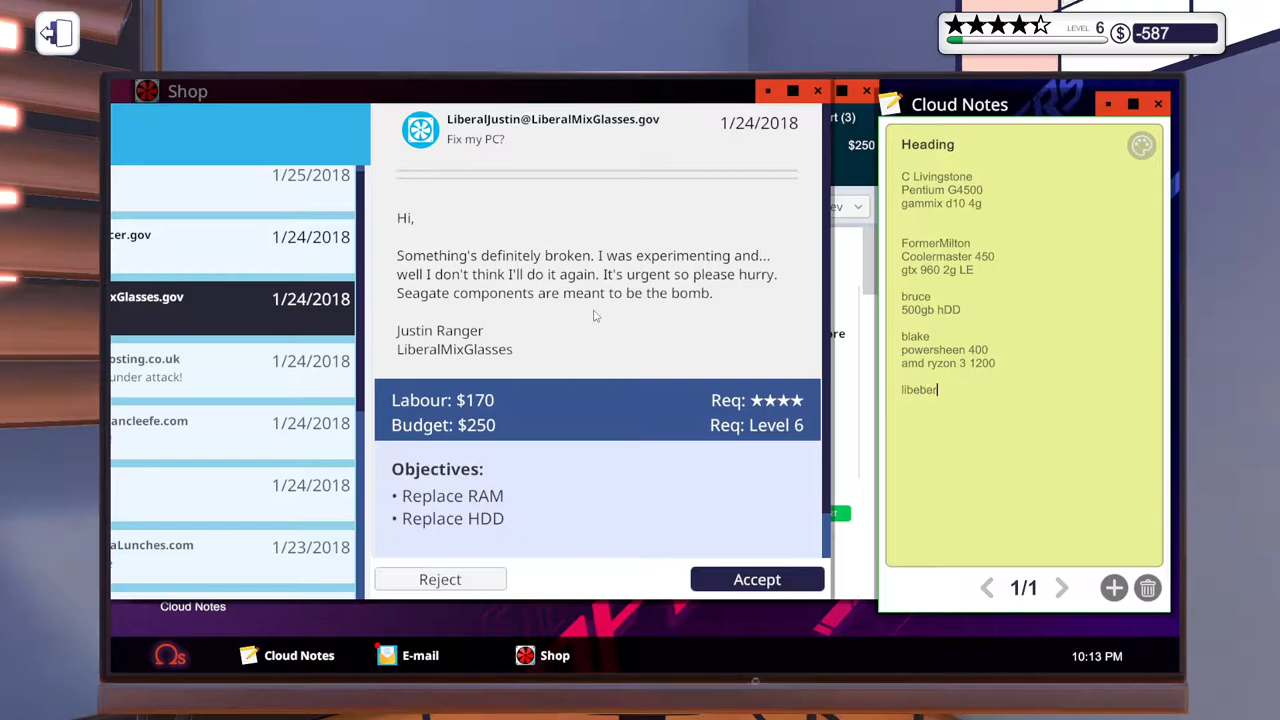 LEVEL 6
$ -587
Shop
Cloud Notes
LiberalJustin@LiberalMixGlasses.gov
1/24/2018
Fix my PC?
rt (3)
$250
Heading
1/25/2018
C Livingstone
Pentium G4500
gammix d10 4g
cer.gov
1/24/2018
Hi,
ev
FormerMilton
Coolermaster 450
gtx 960 2g LE
Something's definitely broken. I was experimenting and...
well I don't think I'll do it again. It's urgent so please hurry.
Seagate components are meant to be the bomb.
xGlasses.gov
1/24/2018
bruce
500gb hDD
Justin Ranger
LiberalMixGlasses
ore
blake
powersheen 400
amd ryzon 3 1200
osting.co.uk
1/24/2018
under attack!
libeber
Labour: $170
Req: ★★★★
Budget: $250
Req: Level 6
ancleefe.com
1/24/2018
Objectives:
• Replace RAM
• Replace HDD
1/24/2018
aLunches.com
1/23/2018
Reject
Accept
1/1
Cloud Notes
Ωs
Cloud Notes
E-mail
Shop
10:13 PM